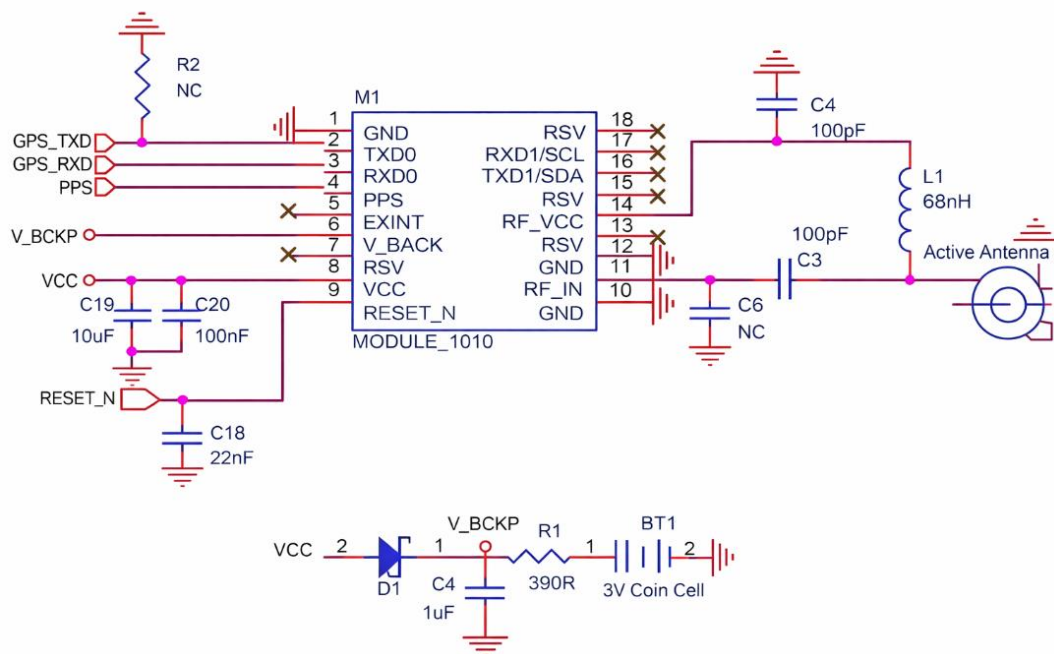 R2
NC
GPS_TXD
GPS_RXD
PPS
V_BCKP
VCC
C19
10uF
C20
100nF
RESET_N
C18
22nF
M1
1
2
3
4
5
6
7
8
9
GND
TXD0
RXD0
PPS
EXINT
V_BACK
RSV
VCC
RESET_N
RSV
RXD1/SCL
TXD1/SDA
RSV
RF_VCC
RSV
GND
RF_IN
GND
18
17
16
15
14
13
12
11
10
MODULE_1010
C4
100pF
L1
68nH
100pF
C3
Active Antenna
C6
NC
VCC
2
D1
1
V_BCKP
C4
1uF
R1
390R
1
BT1
2
3V Coin Cell